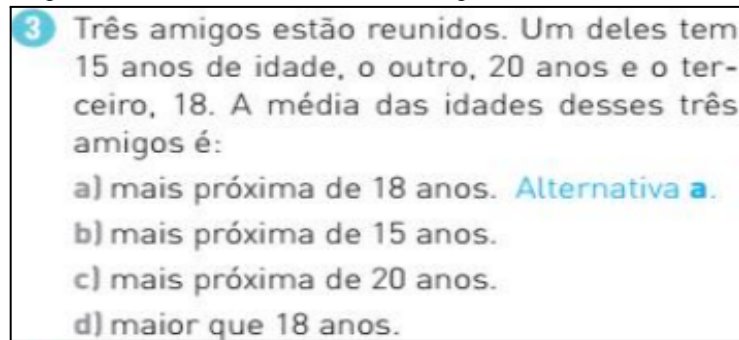 3 Três amigos estão reunidos. Um deles tem
15 anos de idade, o outro, 20 anos e o ter-
ceiro, 18. A média das idades desses três
amigos é:
a) mais próxima de 18 anos. Alternativa a.
b) mais próxima de 15 anos.
c) mais próxima de 20 anos.
d) maior que 18 anos.